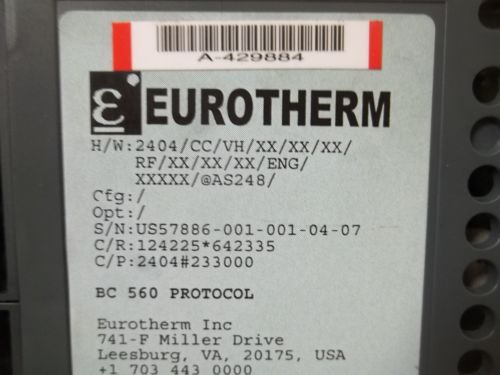 A-429884
ε EUROTHERM
H/W:2404/CC/VH/XX/XX/XX/
RF/XX/XX/XX/ENG/
XXXXX/@AS248/
Cfg:/
Opt:/
S/N:US57886-001-001-04-07
C/R:124225*642335
C/P:2404#233000
BC 560 PROTOCOL
Eurotherm Inc
741-F Miller Drive
Leesburg, VA, 20175, USA
+1 703 443 0000